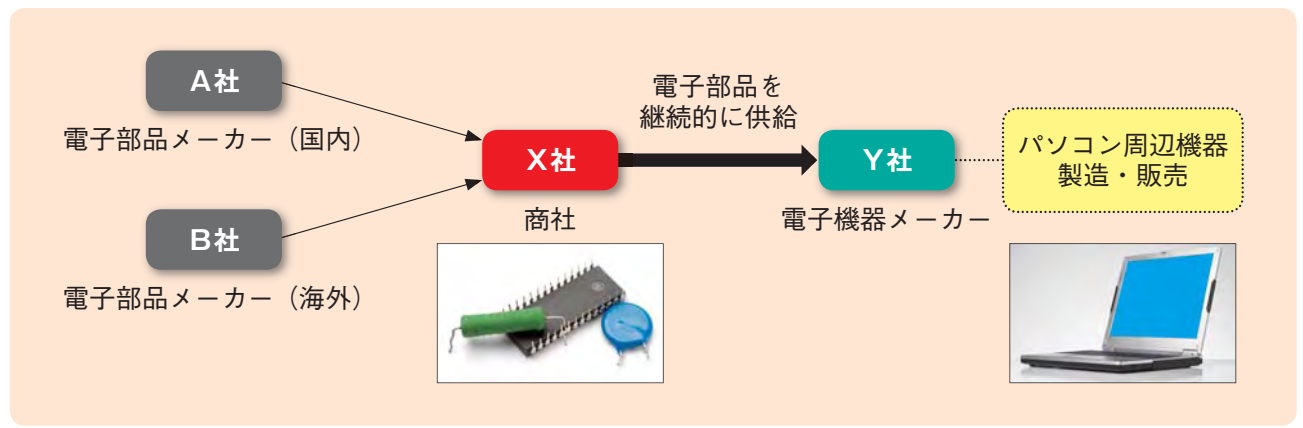 A社
電子部品メーカー（国内）
B社
電子部品メーカー（海外）
X社
商社
電子部品を
継続的に供給
Y社
電子機器メーカー
パソコン周辺機器
製造・販売